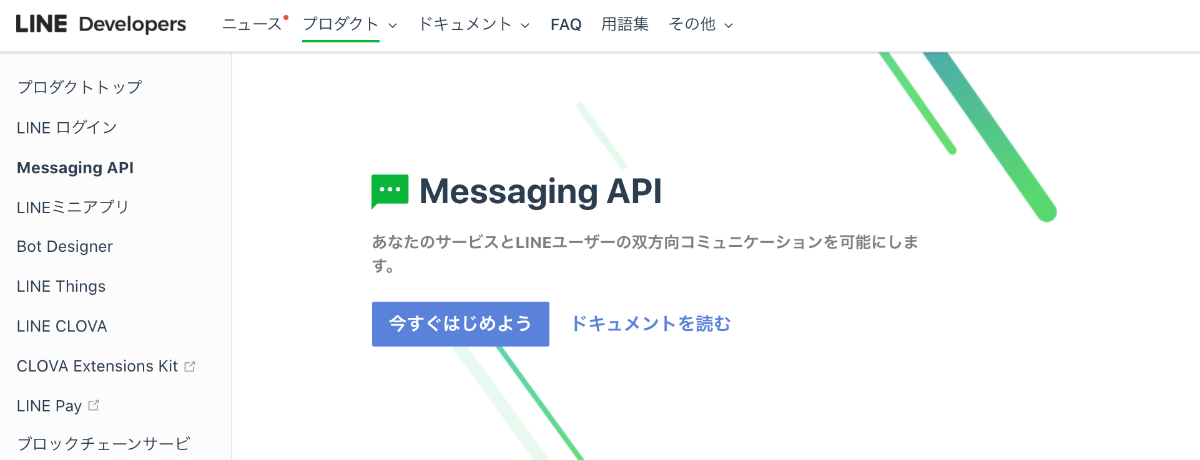 LINE Developers ニュース プロダクト ドキュメント FAQ 用語集 その他
プロダクトトップ
LINE ログイン
Messaging API
LINEミニアプリ
Bot Designer
LINE Things
LINE CLOVA
CLOVA Extensions Kit
LINE Pay
ブロックチェーンサービ
Messaging API
あなたのサービスとLINEユーザーの双方向コミュニケーションを可能にしま
す。
今すぐはじめよう ドキュメントを読む